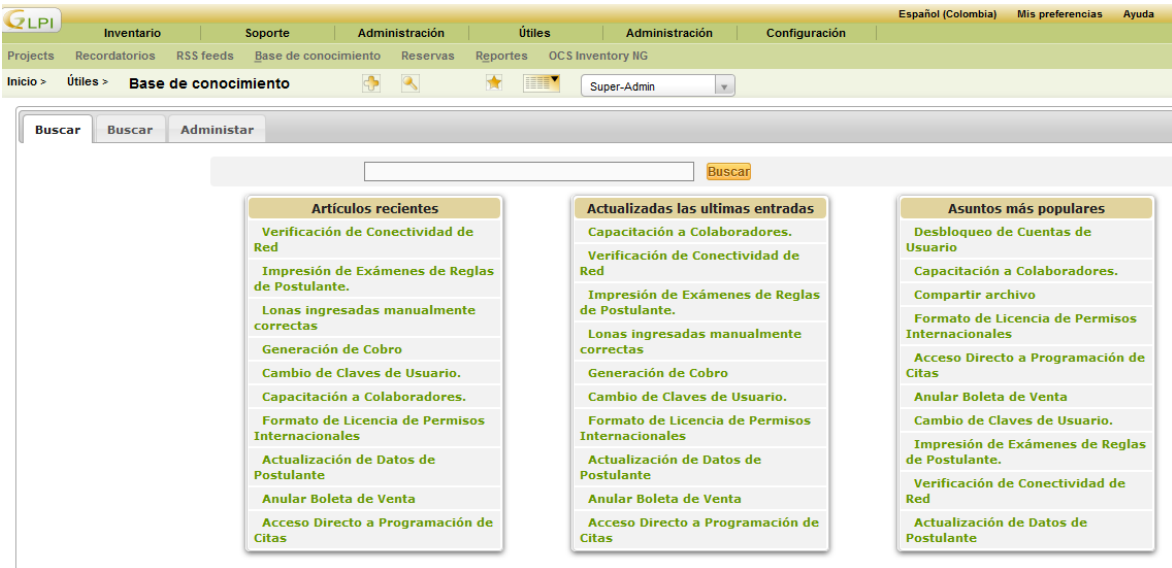 GLPI
Español (Colombia) Mis preferencias Ayuda
Inventario Soporte Administración Útiles Administración Configuración
Projects Recordatorios RSS feeds Base de conocimiento Reservas Reportes OCS Inventory NG
Inicio > Útiles > Base de conocimiento Super-Admin
Buscar Buscar Administar
Buscar
Artículos recientes
Verificación de Conectividad de
Red
Impresión de Exámenes de Reglas
de Postulante.
Lonas ingresadas manualmente
correctas
Generación de Cobro
Cambio de Claves de Usuario.
Capacitación a Colaboradores.
Formato de Licencia de Permisos
Internacionales
Actualización de Datos de
Postulante
Anular Boleta de Venta
Acceso Directo a Programación de
Citas
Actualizadas las ultimas entradas
Capacitación a Colaboradores.
Verificación de Conectividad de
Red
Impresión de Exámenes de Reglas
de Postulante.
Lonas ingresadas manualmente
correctas
Generación de Cobro
Cambio de Claves de Usuario.
Formato de Licencia de Permisos
Internacionales
Actualización de Datos de
Postulante
Anular Boleta de Venta
Acceso Directo a Programación de
Citas
Asuntos más populares
Desbloqueo de Cuentas de
Usuario
Capacitación a Colaboradores.
Compartir archivo
Formato de Licencia de Permisos
Internacionales
Acceso Directo a Programación de
Citas
Anular Boleta de Venta
Cambio de Claves de Usuario.
Impresión de Exámenes de Reglas
de Postulante.
Verificación de Conectividad de
Red
Actualización de Datos de
Postulante